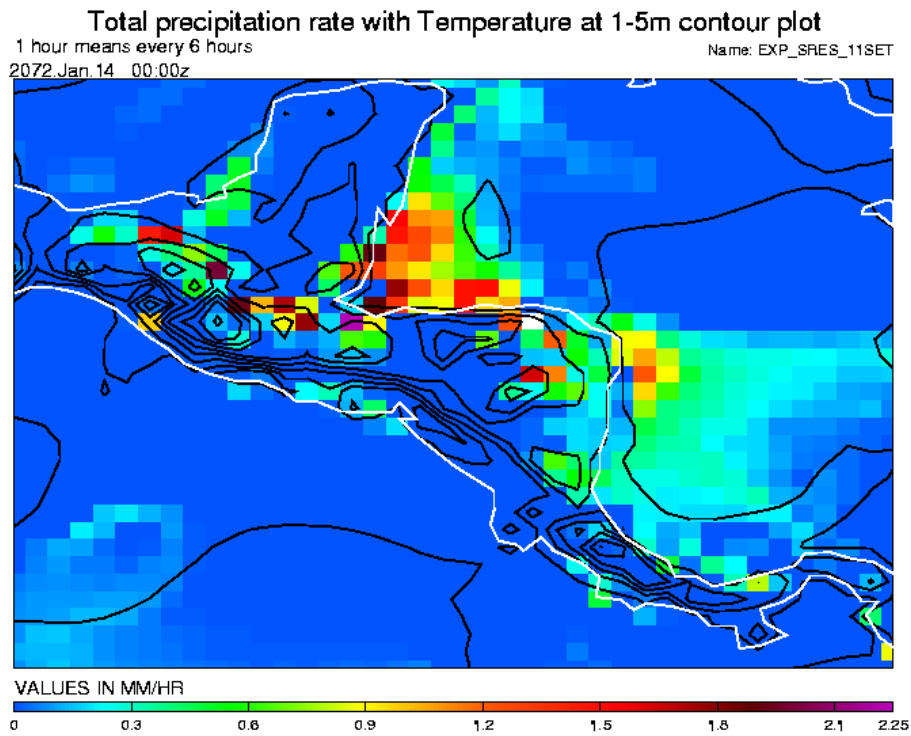 Total precipitation rate with Temperature at 1-5m contour plot
1 hour means every 6 hours
Name: EXP_SRES_11SET
2072.Jan.14 00:00z
VALUES IN MM/HR
0 0.3 0.6 0.9 1.2 1.5 1.8 2.1 2.25